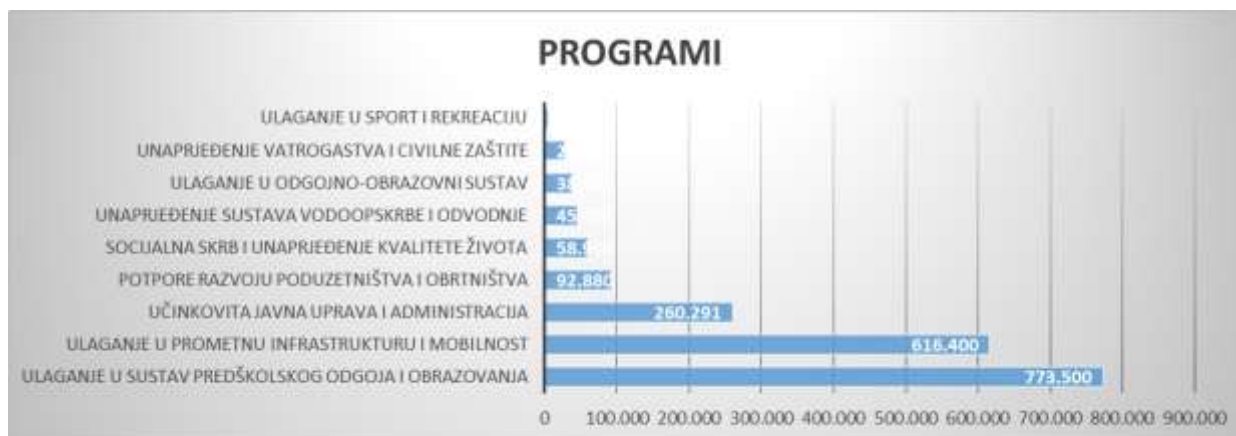 PROGRAMI
ULAGANJE U SPORT I REKREACIJU
UNAPRJEĐENJE VATROGASTVA I CIVILNE ZAŠTITE
ULAGANJE U ODGOJNO-OBRAZOVNI SUSTAV
UNAPRJEĐENJE SUSTAVA VODOOPSKRBE I ODVODNJE 45
SOCIJALNA SKRB I UNAPRJEĐENJE KVALITETE ŽIVOTA
POTPORE RAZVOJU PODUZETNIŠTVA I OBRTNIŠTVA 92.880
UČINKOVITA JAVNA UPRAVA I ADMINISTRACIJA 260.291
ULAGANJE U PROMETNU INFRASTRUKTURU I MOBILNOST 616.400
ULAGANJE U SUSTAV PREDŠKOLSKOG ODGOJA I OBRAZOVANJA 773.500
0 100.000 200.000 300.000 400.000 500.000 600.000 700.000 800.000 900.000